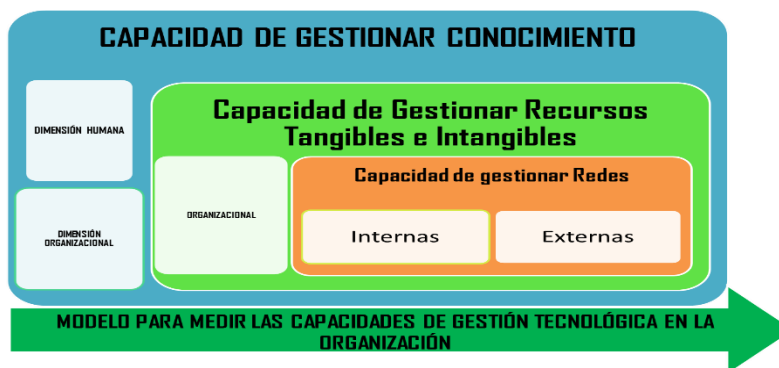 CAPACIDAD DE GESTIONAR CONOCIMIENTO
DIMENSIÓN HUMANA
DIMENSIÓN
ORGANIZACIONAL
Capacidad de Gestionar Recursos
Tangibles e Intangibles
ORGANIZACIONAL
Capacidad de gestionar Redes
Internas
Externas
MODELO PARA MEDIR LAS CAPACIDADES DE GESTIÓN TECNOLÓGICA EN LA
ORGANIZACIÓN